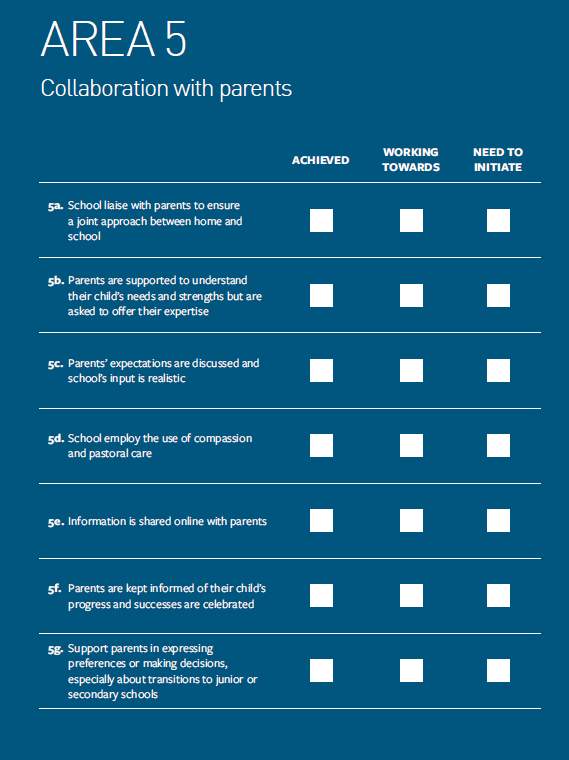 AREA 5
Collaboration with parents
ACHIEVED
WORKING
TOWARDS
NEED TO
INITIATE
5a. School liaise with parents to ensure
a joint approach between home and
school
5b. Parents are supported to understand
their child's needs and strengths but are
asked to offer their expertise
5c. Parents' expectations are discussed and
school's input is realistic
5d. School employ the use of compassion
and pastoral care
5e. Information is shared online with parents
5f. Parents are kept informed of their child's
progress and successes are celebrated
5g. Support parents in expressing
preferences or making decisions,
especially about transitions to junior or
secondary schools